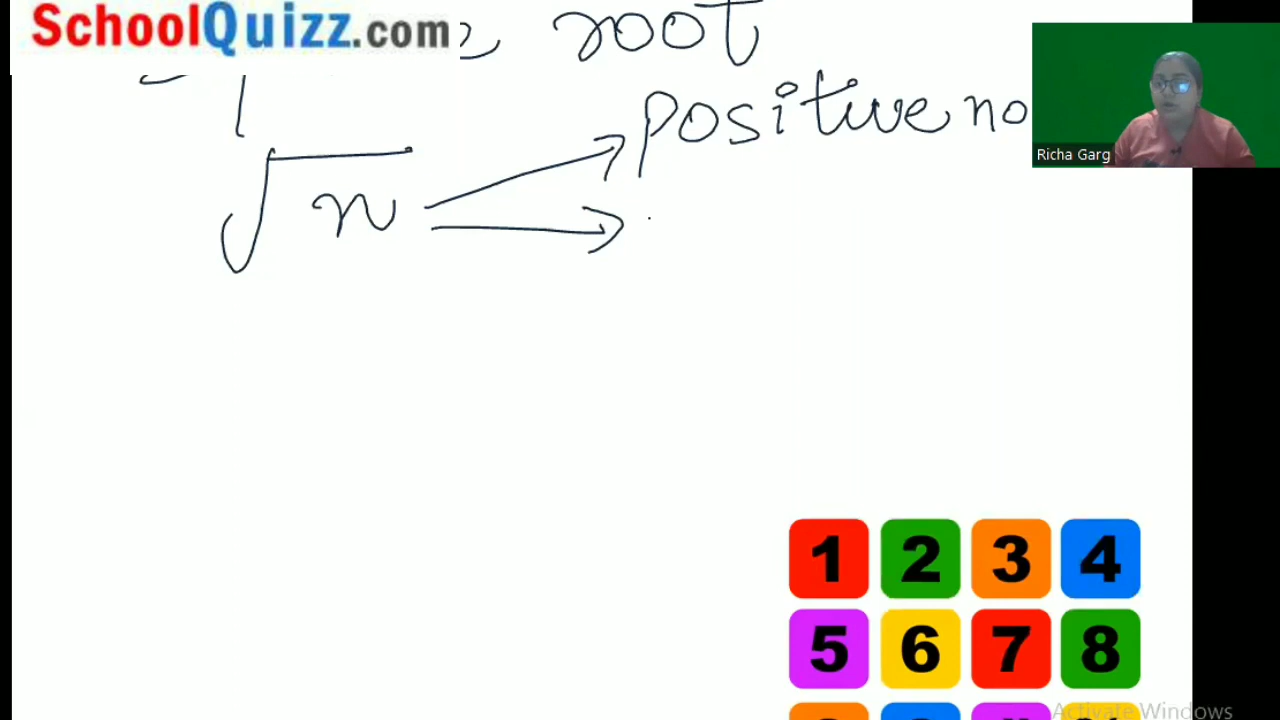 SchoolQuizz.com
root
positive no
√n
Richa Garg
1 2 3 4
5 6 7 8
Activate Windows